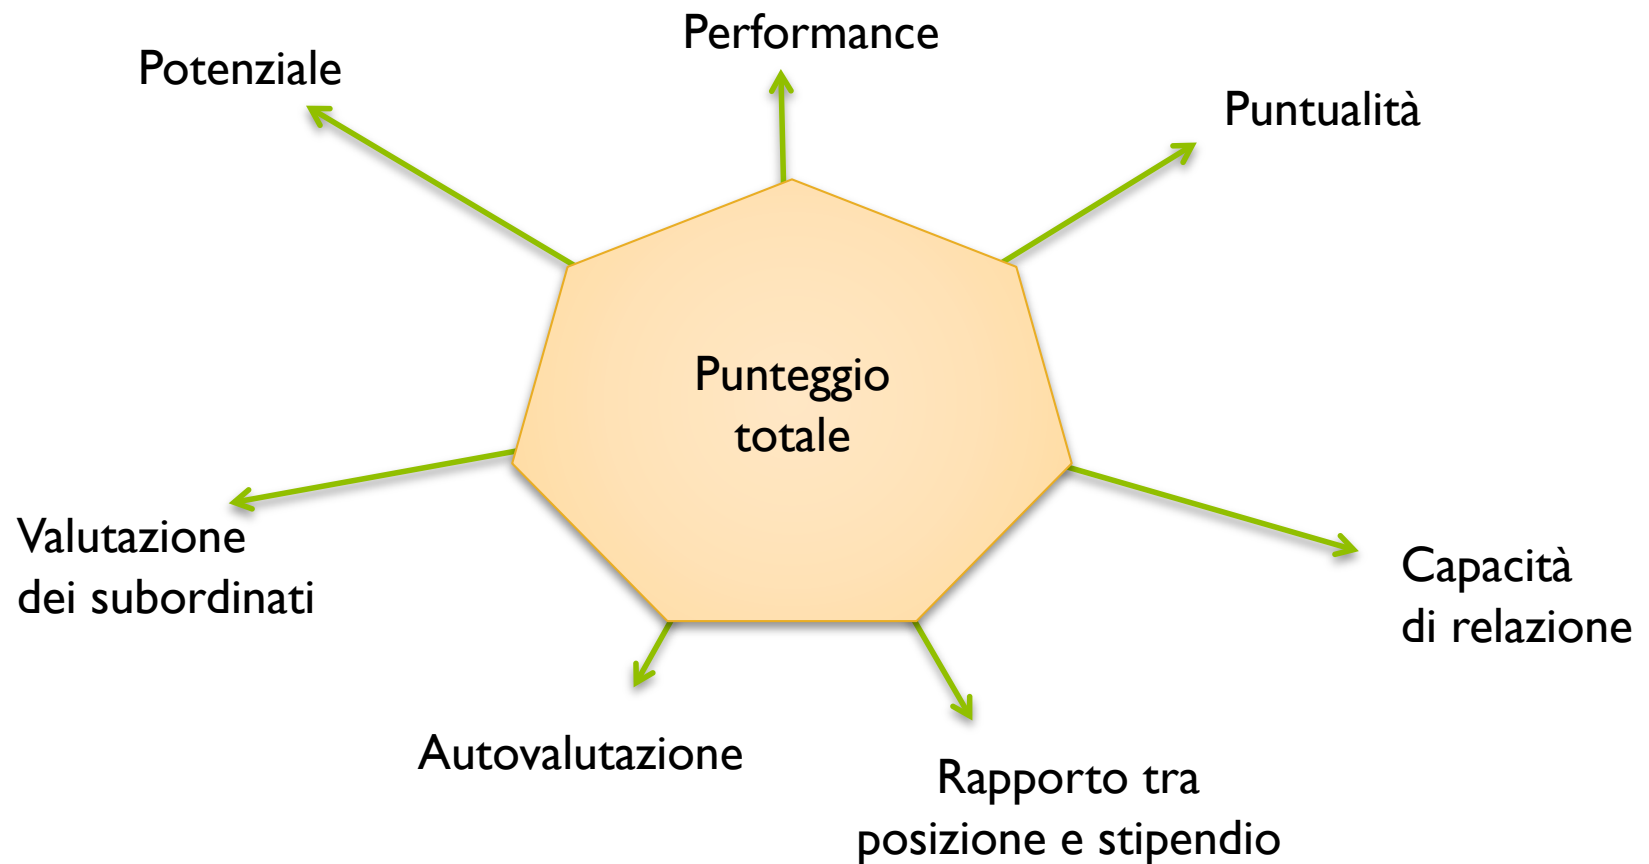 Performance
Potenziale
Puntualità
Punteggio
totale
Valutazione
dei subordinati
Capacità
di relazione
Autovalutazione
Rapporto tra
posizione e stipendio